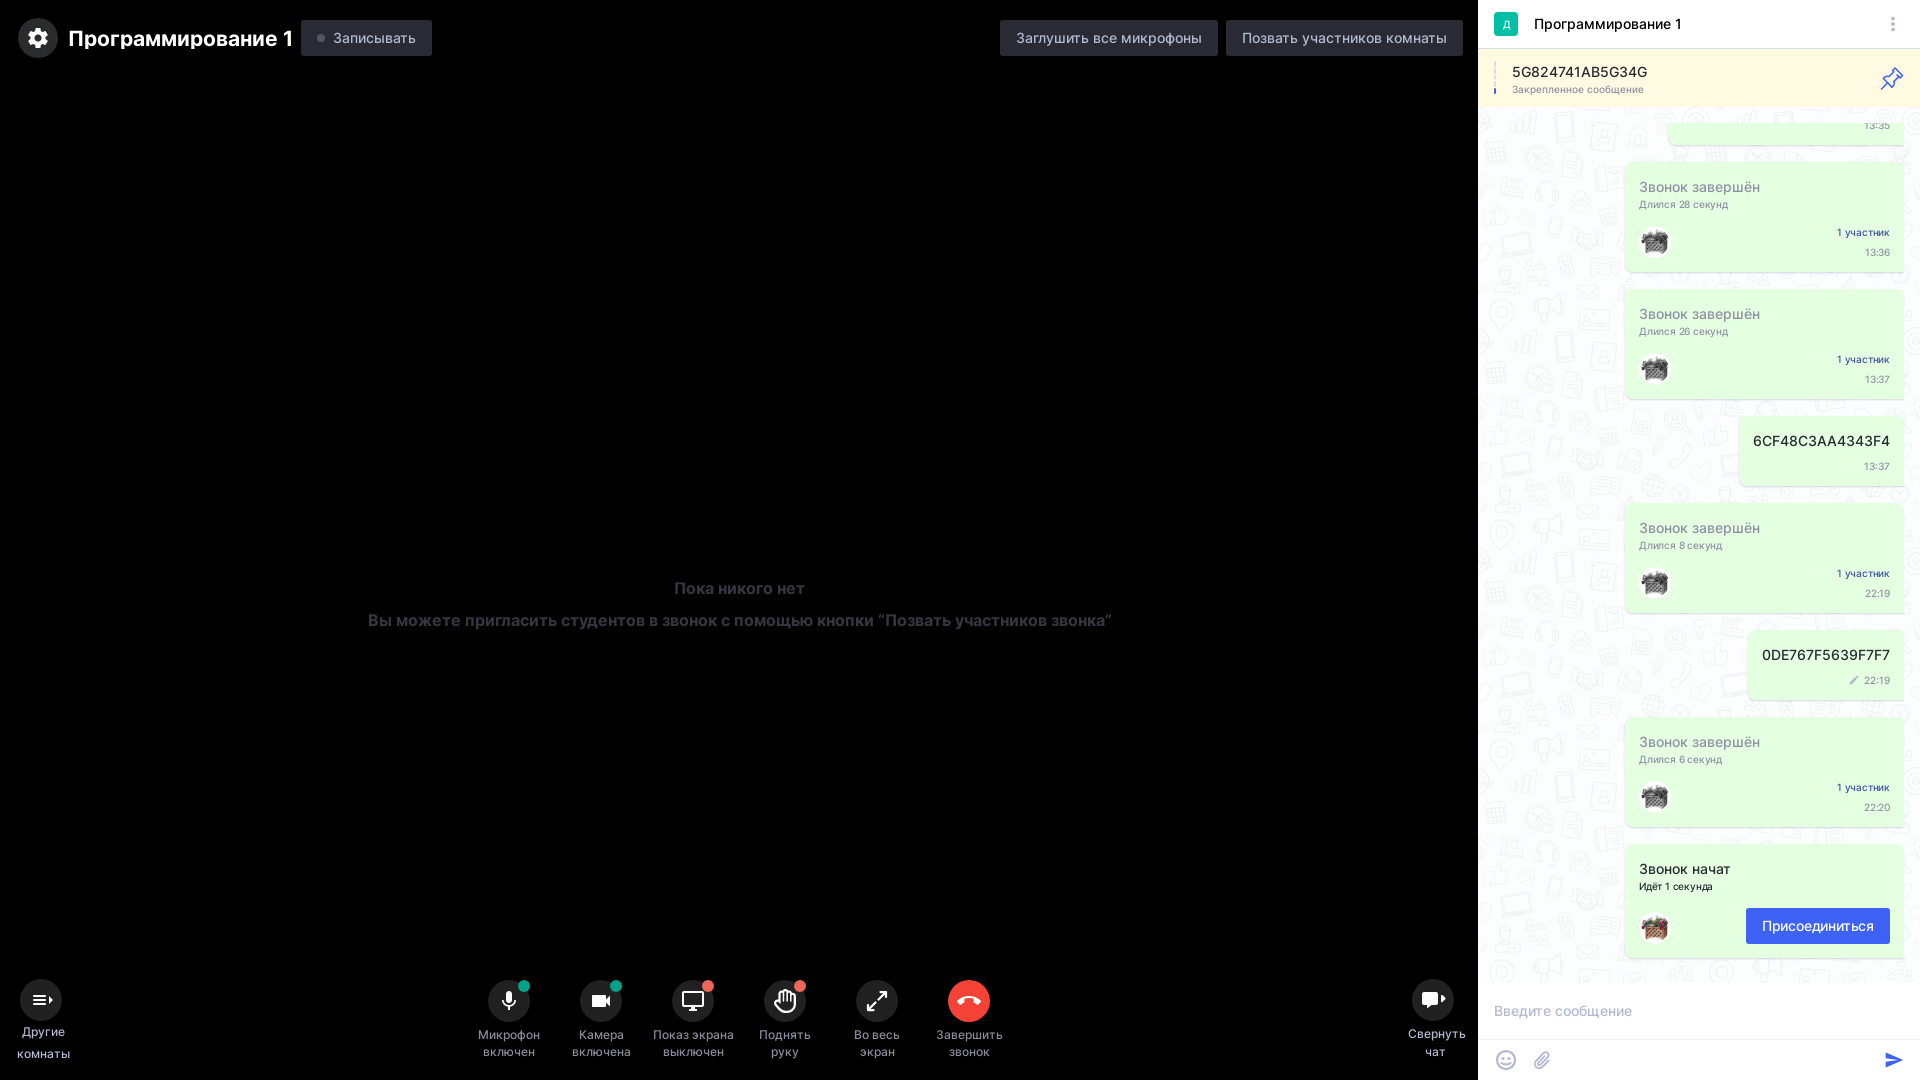 Программирование 1
Записывать
Заглушить все микрофоны
Позвать участников комнаты
Пока никого нет
Вы можете пригласить студентов в звонок с помощью кнопки “Позвать участников звонка”
Другие
комнаты
Микрофон
включен
Камера
включена
Показ экрана
выключен
Поднять
руку
Во весь
экран
Завершить
звонок
Свернуть
чат
Д
Программирование 1
5G824741AB5G34G
Закрепленное сообщение
13:35
Звонок завершён
Длился 28 секунд
1 участник
13:36
Звонок завершён
Длился 26 секунд
1 участник
13:37
6CF48C3AA4343F4
13:37
Звонок завершён
Длился 8 секунд
1 участник
22:19
0DE767F5639F7F7
22:19
Звонок завершён
Длился 6 секунд
1 участник
22:20
Звонок начат
Идёт 1 секунда
Присоединиться
Введите сообщение